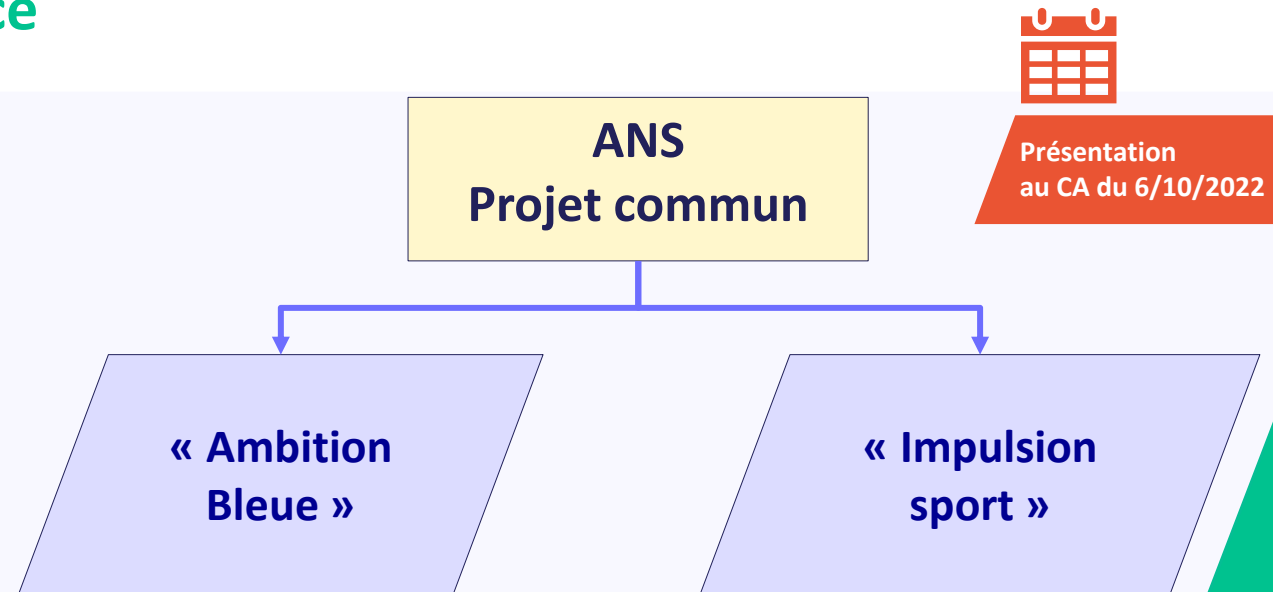 ce
ANS
Projet commun
Présentation
au CA du 6/10/2022
« Ambition
Bleue »
« Impulsion
sport »